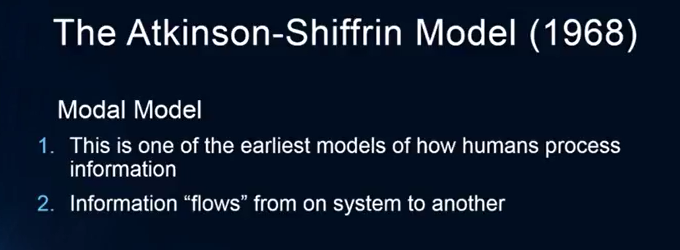 The Atkinson-Shiffrin Model (1968)
Modal Model
1. This is one of the earliest models of how humans process
information
2. Information “flows” from on system to another